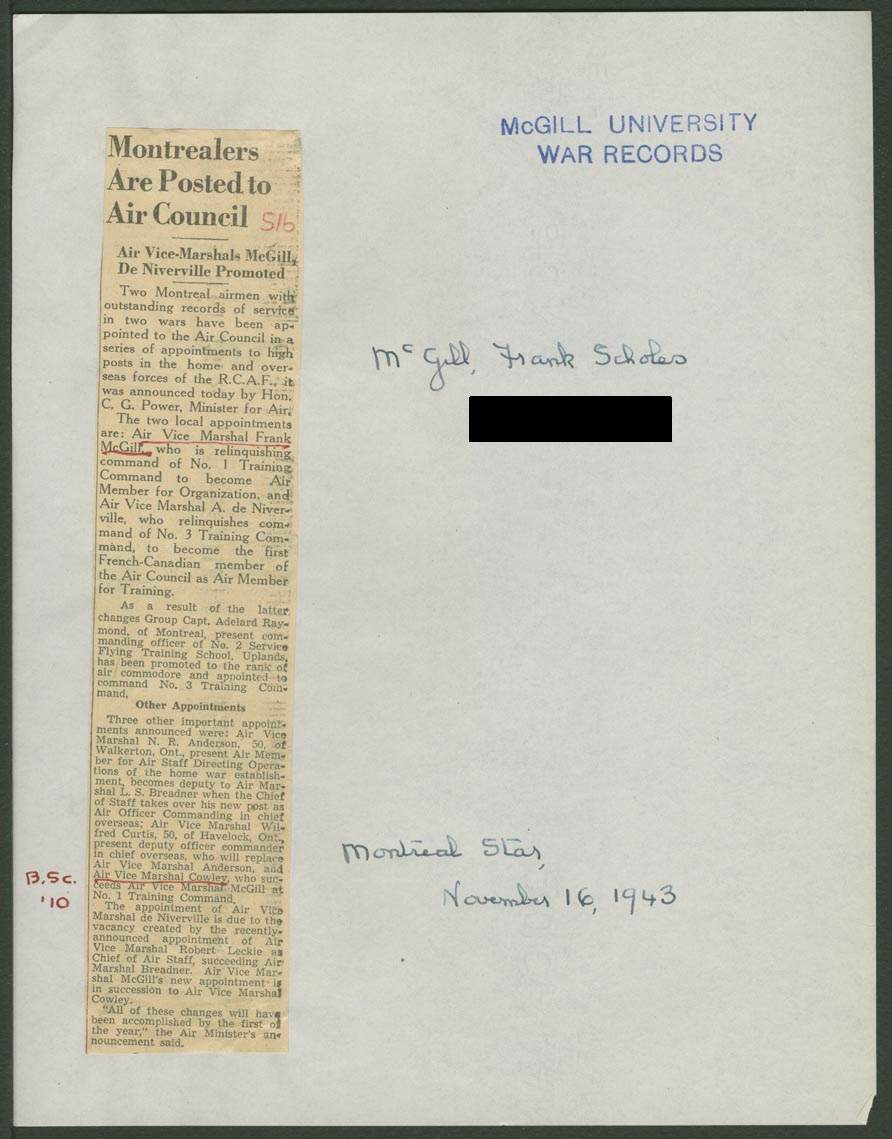 McGILL UNIVERSITY
WAR RECORDS
Montrealers
Are Posted to
Air Council
S/b
Air Vice-Marshals McGill,
De Niverville Promoted
Two Montreal airmen with
outstanding records of service
in two wars have been ap-
pointed to the Air Council in a
series of appointments to high
posts in the home and over-
seas forces of the R.C.A.F., it
was announced today by Hon.
C. G. Power, Minister for Air.
The two local appointments
are: Air Vice Marshal Frank
McGill, who is relinquishing
command of No. 1 Training
Command to become Air
Member for Organization, and
Air Vice Marshal A. de Niver-
ville, who relinquishes com-
mand of No. 3 Training Com-
mand, to become the first
French-Canadian member of
the Air Council as Air Member
for Training.
As a result of the latter
changes Group Capt. Adelard Ray-
mond, of Montreal, present com-
manding officer of No. 2 Service
Flying Training School, Uplands,
has been promoted to the rank of
air commodore and appointed to
command No. 3 Training Com-
mand.
Other Appointments
Three other important appoint-
ments announced were: Air Vice
Marshal N. R. Anderson, 50, of
Walkerton, Ont., present Air Mem-
ber for Air Staff Directing Opera-
tions of the home war establish-
ment, becomes deputy to Air Mar-
shal L. S. Breadner when the Chief
of Staff takes over his new post as
Air Officer Commanding in chief
overseas; Air Vice Marshal Wil-
fred Curtis, 50, of Havelock, Ont.,
present deputy officer commander
in chief overseas, who will replace
Air Vice Marshal Anderson, and
Air Vice Marshal Cowley, who suc-
ceeds Air Vice Marshal McGill at
No. 1 Training Command.
The appointment of Air Vice
Marshal de Niverville is due to the
vacancy created by the recently-
announced appointment of Air
Vice Marshal Robert Leckie as
Chief of Air Staff, succeeding Air
Marshal Breadner. Air Vice Mar-
shal McGill's new appointment is
in succession to Air Vice Marshal
Cowley.
"All of these changes will have
been accomplished by the first of
the year," the Air Minister's an-
nouncement said.
B.Sc.
'10
McGill, Frank Scholes
Montreal Star,
November 16, 1943